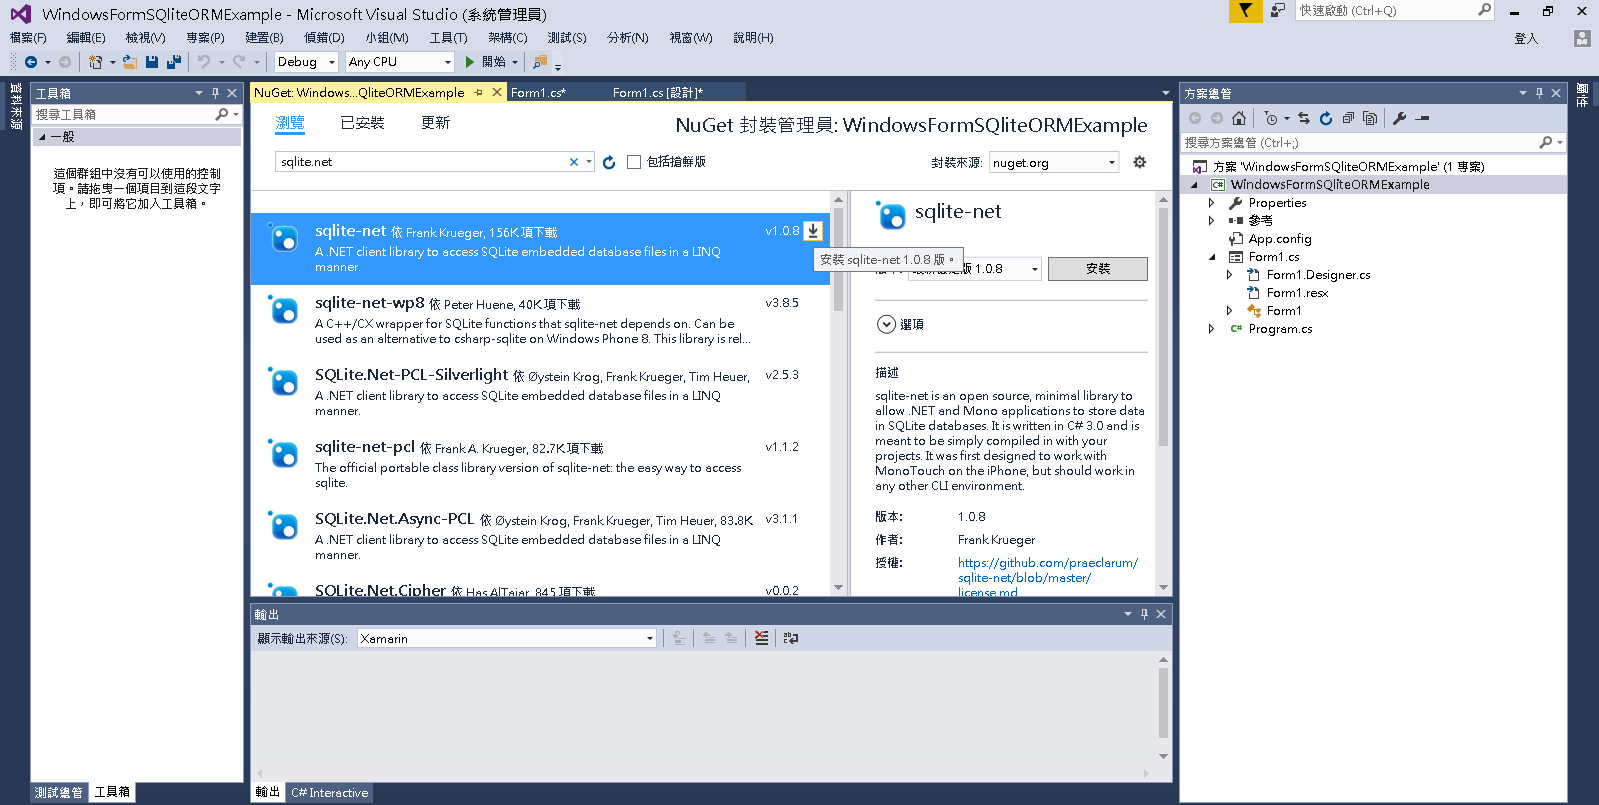 WindowsFormSQliteORMExample - Microsoft Visual Studio (系統管理員)
快速啟動 (Ctrl+Q)
檔案(F) 編輯(E) 檢視(V) 專案(P) 建置(B) 偵錯(D) 小組(M) 工具(T) 架構(C) 測試(S) 分析(N) 視窗(W) 說明(H)
登入
Debug Any CPU 開始
資料來源
工具箱
搜尋工具箱
一般
這個群組中沒有可以使用的控制
項。請拖曳一個項目到這段文字
上，即可將它加入工具箱。
測試總管 工具箱
NuGet: Windows...QliteORMExample Form1.cs* Form1.cs [設計]*
瀏覽 已安裝 更新
NuGet 封裝管理員: WindowsFormSQliteORMExample
sqlite.net
包括搶鮮版
封裝來源: nuget.org
sqlite-net 依 Frank Krueger, 156K 項下載 v1.0.8
A .NET client library to access SQLite embedded database files in a LINQ
manner.
sqlite-net-wp8 依 Peter Huene, 40K 項下載 v3.8.5
A C++/CX wrapper for SQLite functions that sqlite-net depends on. Can be
used as an alternative to csharp-sqlite on Windows Phone 8. This library is rel...
SQLite.Net-PCL-Silverlight 依 Øystein Krog, Frank Krueger, Tim Heuer, v2.5.3
A .NET client library to access SQLite embedded database files in a LINQ
manner.
sqlite-net-pcl 依 Frank A. Krueger, 82.7K 項下載 v1.1.2
The official portable class library version of sqlite-net: the easy way to access
sqlite.
SQLite.Net.Async-PCL 依 Øystein Krog, Frank Krueger, Tim Heuer, 83.8K v3.1.1
A .NET client library to access SQLite embedded database files in a LINQ
manner.
SQLite.Net.Cipher 依 Has AlTaiar, 845 項下載 v0.0.2
sqlite-net
安裝 sqlite-net 1.0.8 版。
版 1.0.8
安裝
選項
描述
sqlite-net is an open source, minimal library to
allow .NET and Mono applications to store data
in SQLite databases. It is written in C# 3.0 and is
meant to be simply compiled in with your
projects. It was first designed to work with
MonoTouch on the iPhone, but should work in
any other CLI environment.
版本: 1.0.8
作者: Frank Krueger
授權: https://github.com/praeclarum/
sqlite-net/blob/master/
license.md
輸出
顯示輸出來源(S): Xamarin
輸出 C# Interactive
方案總管
搜尋方案總管 (Ctrl+;)
方案 'WindowsFormSQliteORMExample' (1 專案)
C# WindowsFormSQliteORMExample
Properties
參考
App.config
Form1.cs
Form1.Designer.cs
Form1.resx
Form1
C# Program.cs
屬性